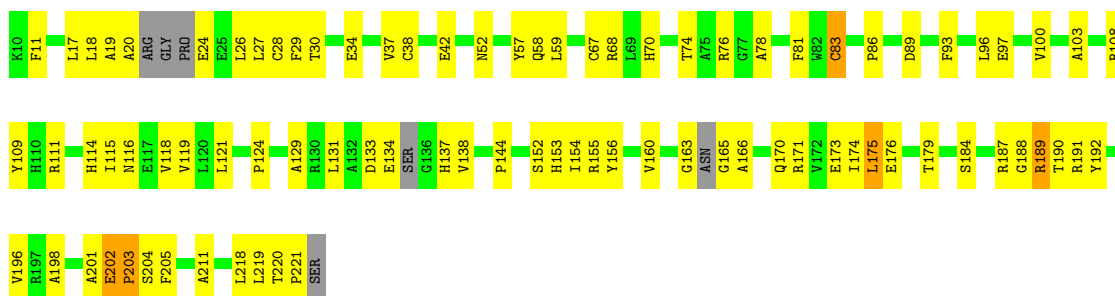 K10 F11 L17 L18 A19 A20 ARG GLY PRO E24 E25 L26 L27 C28 F29 T30 E34 V37 C38 E42 N52 Y57 Q58 L59 C67 R68 L69 H70 T74 A75 R76 G77 A78 F81 W82 C83 P86 D89 F93 L96 E97 V100 A103 R108
Y109 H110 R111 H114 I115 N116 E117 V118 V119 L120 L121 P124 A129 R130 L131 A132 D133 E134 SER G136 H137 V138 P144 S152 H153 I154 R155 Y156 V160 G163 ASN G165 A166 Q170 R171 V172 E173 I174 L175 E176 T179 S184 R187 G188 R189 T190 R191 Y192
V196 R197 A198 A201 E202 P203 S204 F205 A211 L218 L219 T220 P221 SER